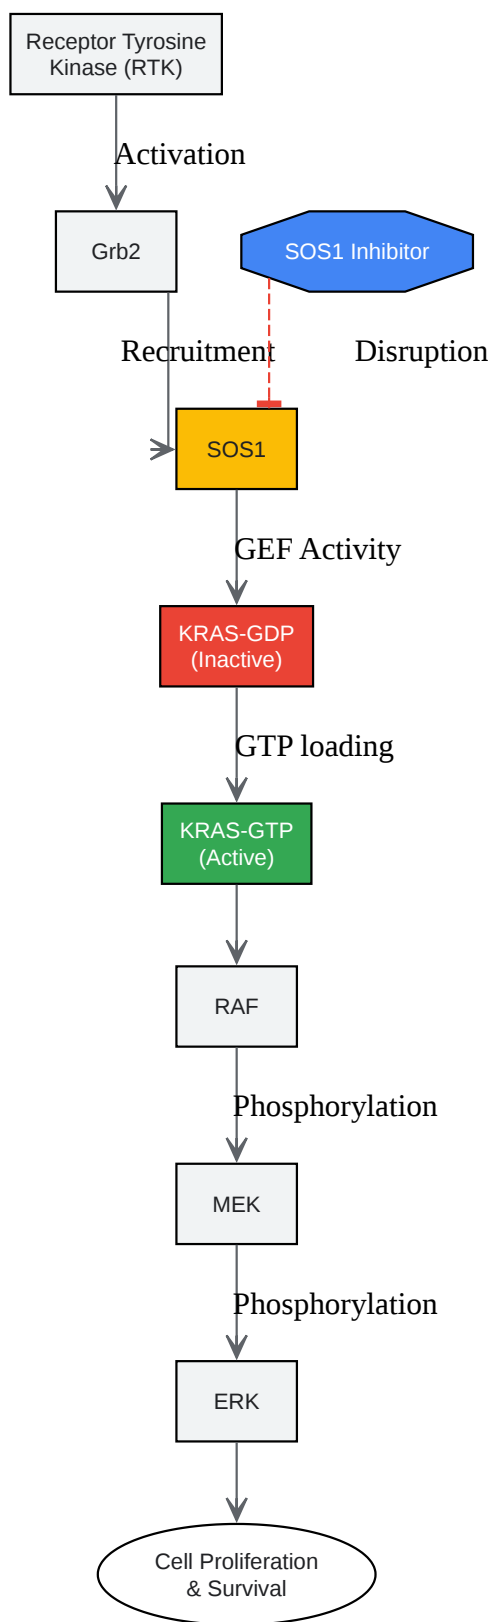 Receptor Tyrosine
Kinase (RTK)
Activation
Grb2
SOS1 Inhibitor
Recruitment
Disruption
SOS1
GEF Activity
KRAS-GDP
(Inactive)
GTP loading
KRAS-GTP
(Active)
RAF
Phosphorylation
MEK
Phosphorylation
ERK
Cell Proliferation
& Survival